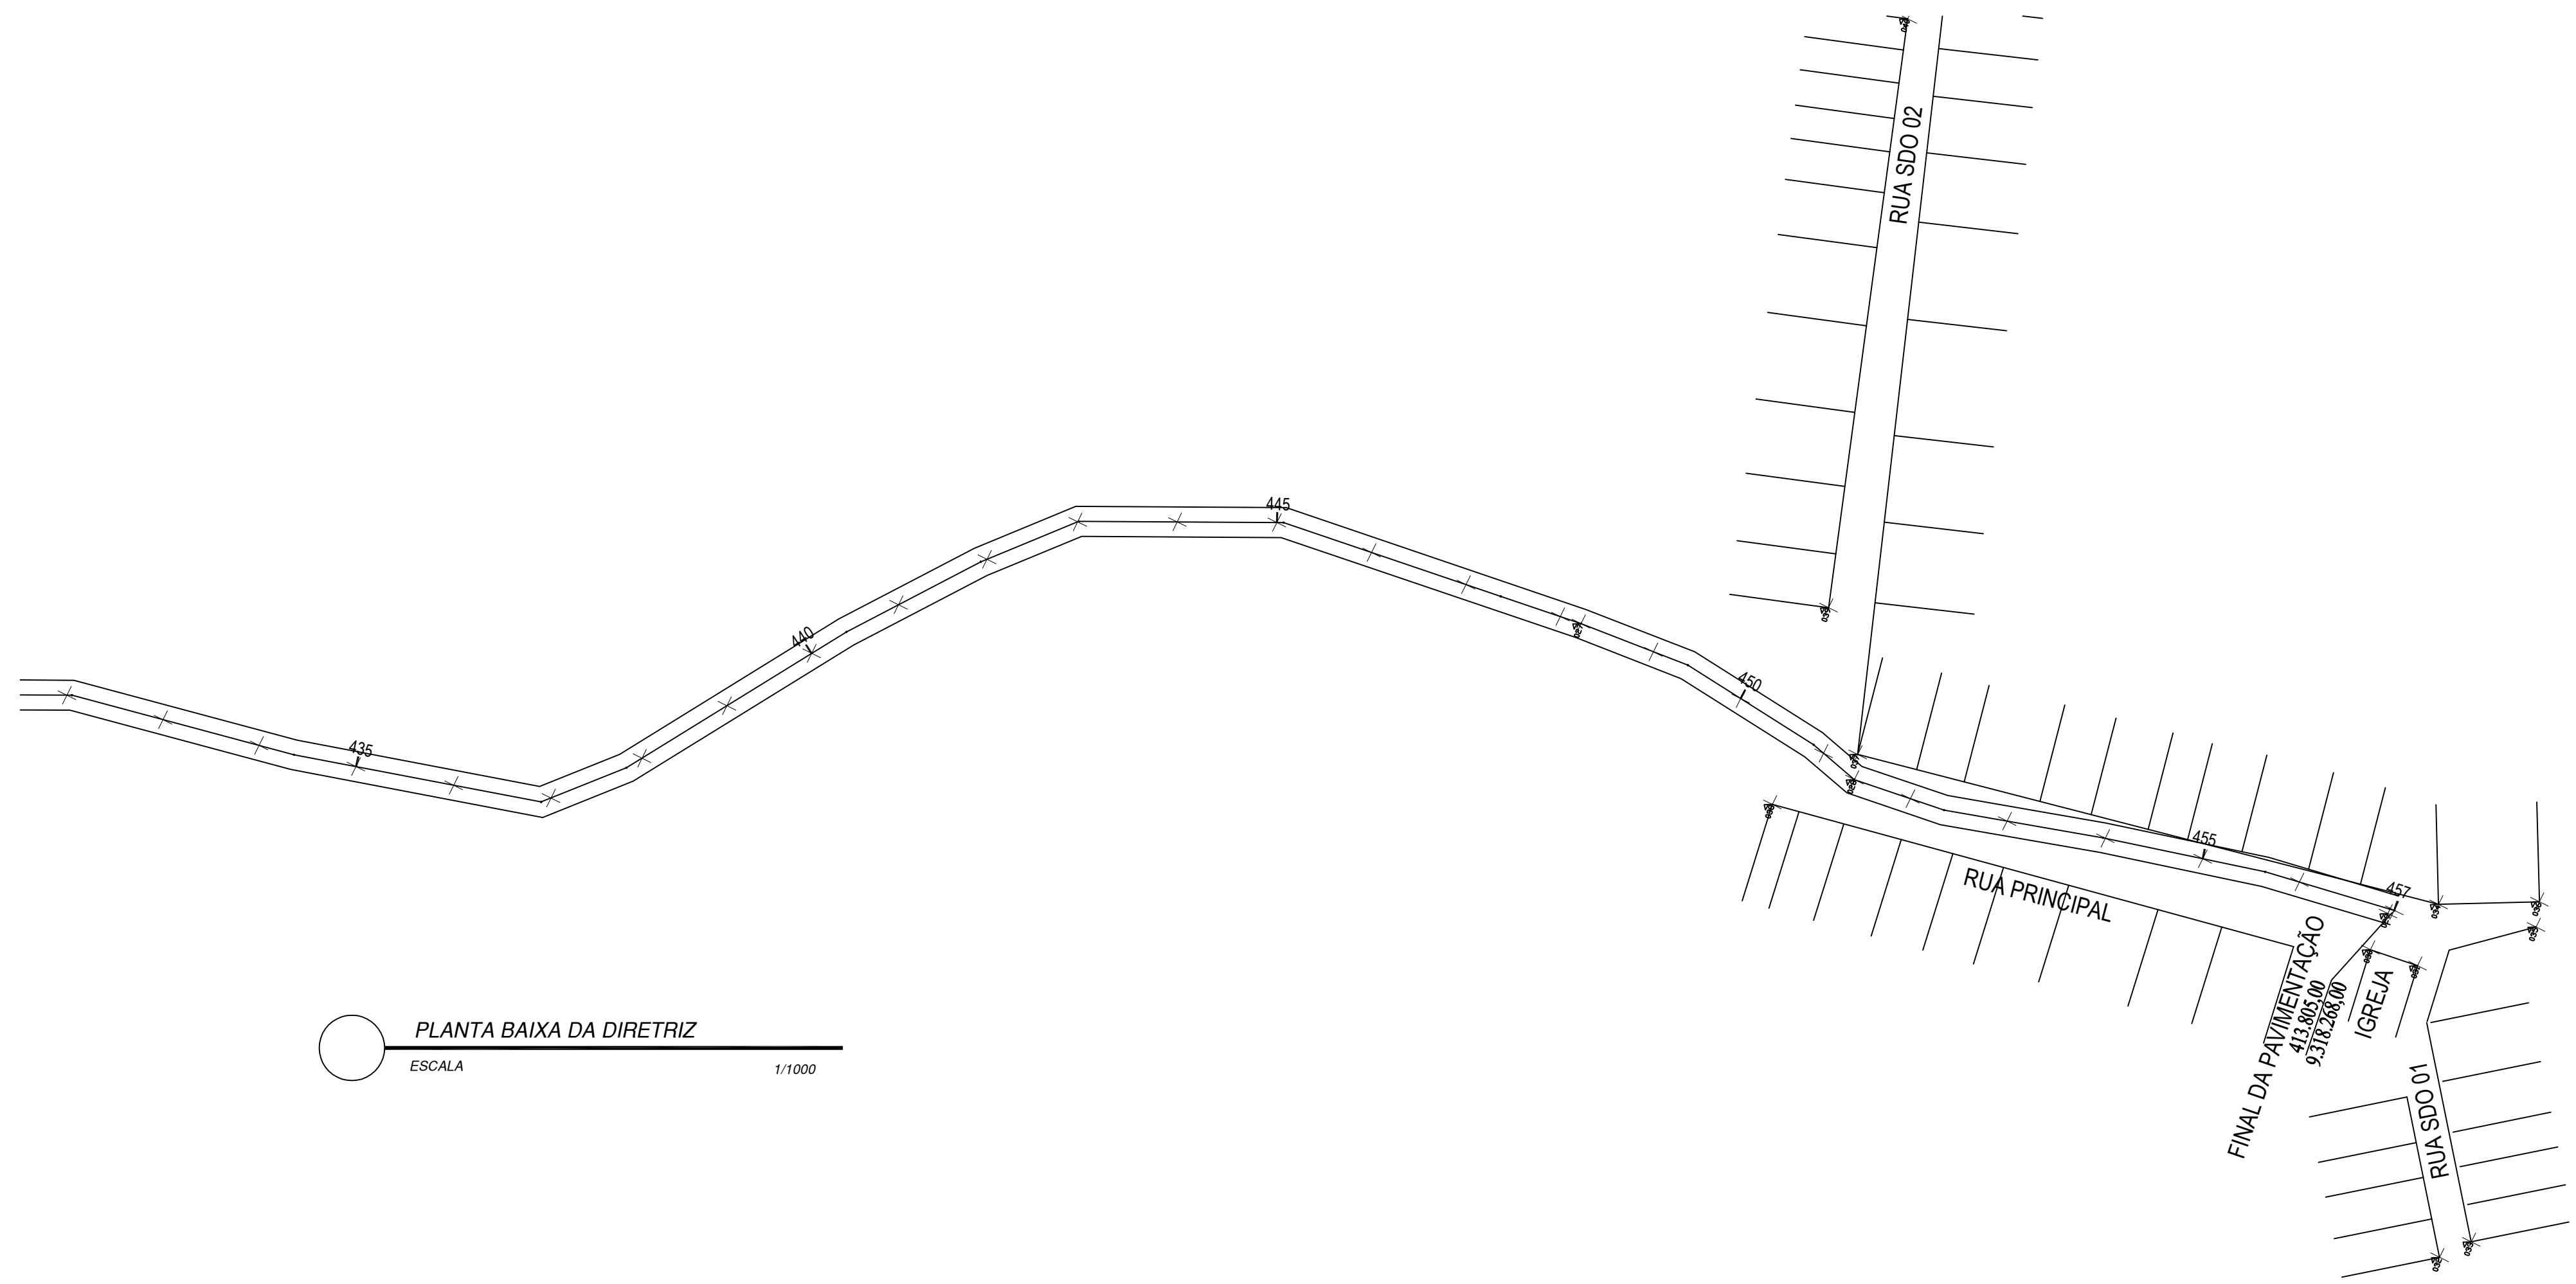 RUA SDO 02
445
440
450
435
455
457
RUA PRINCIPAL
FINAL DA PAVIMENTAÇÃO
413.805,00
9.318.268,00
IGREJA
RUA SDO 01
PLANTA BAIXA DA DIRETRIZ
ESCALA
1/1000